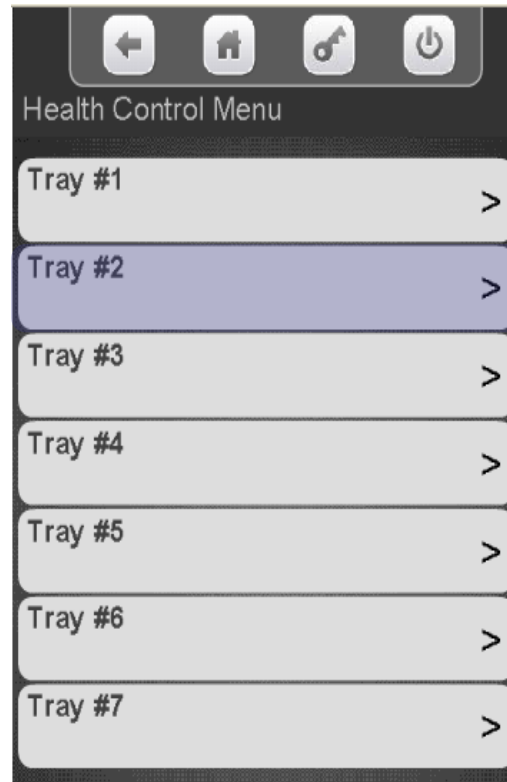 Health Control Menu
Tray #1
>
Tray #2
>
Tray #3
>
Tray #4
>
Tray #5
>
Tray #6
>
Tray #7
>